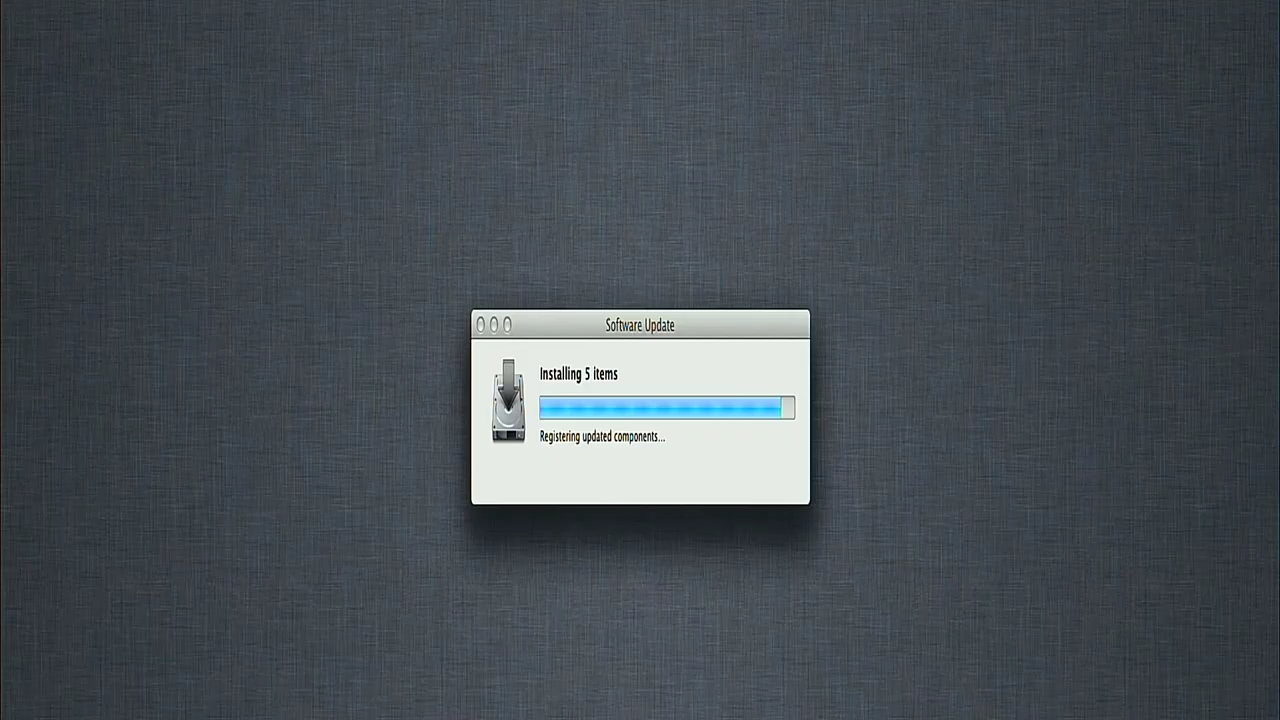 Software Update
Installing 5 items
Registering updated components...